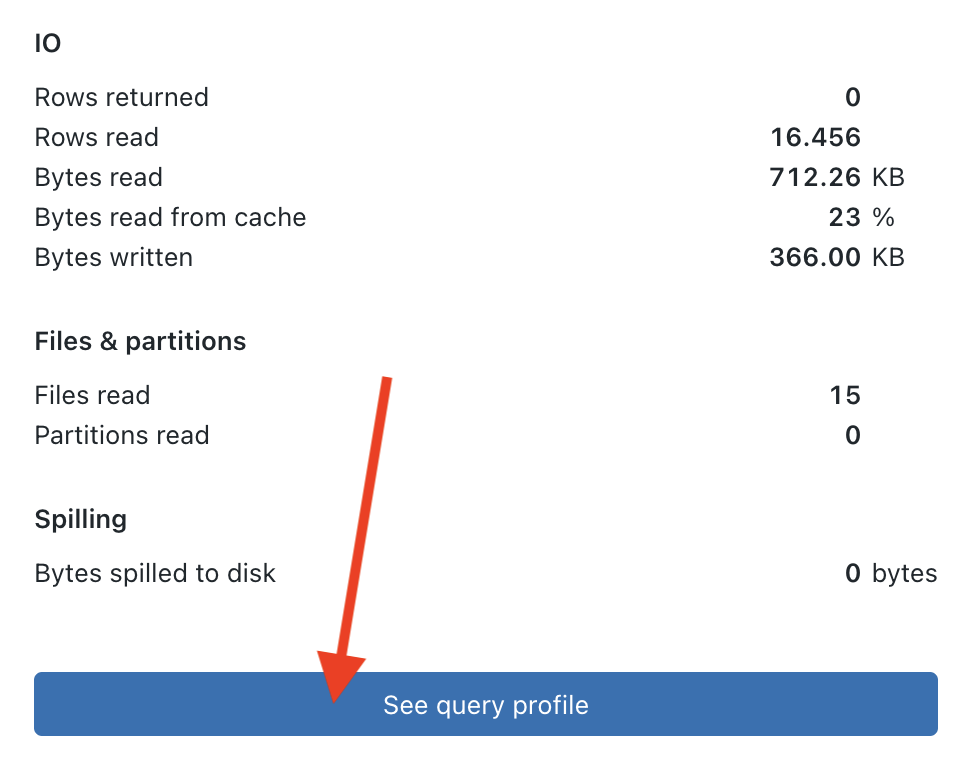 IO
Rows returned 0
Rows read 16.456
Bytes read 712.26 KB
Bytes read from cache 23 %
Bytes written 366.00 KB
Files & partitions
Files read 15
Partitions read 0
Spilling
Bytes spilled to disk 0 bytes
See query profile